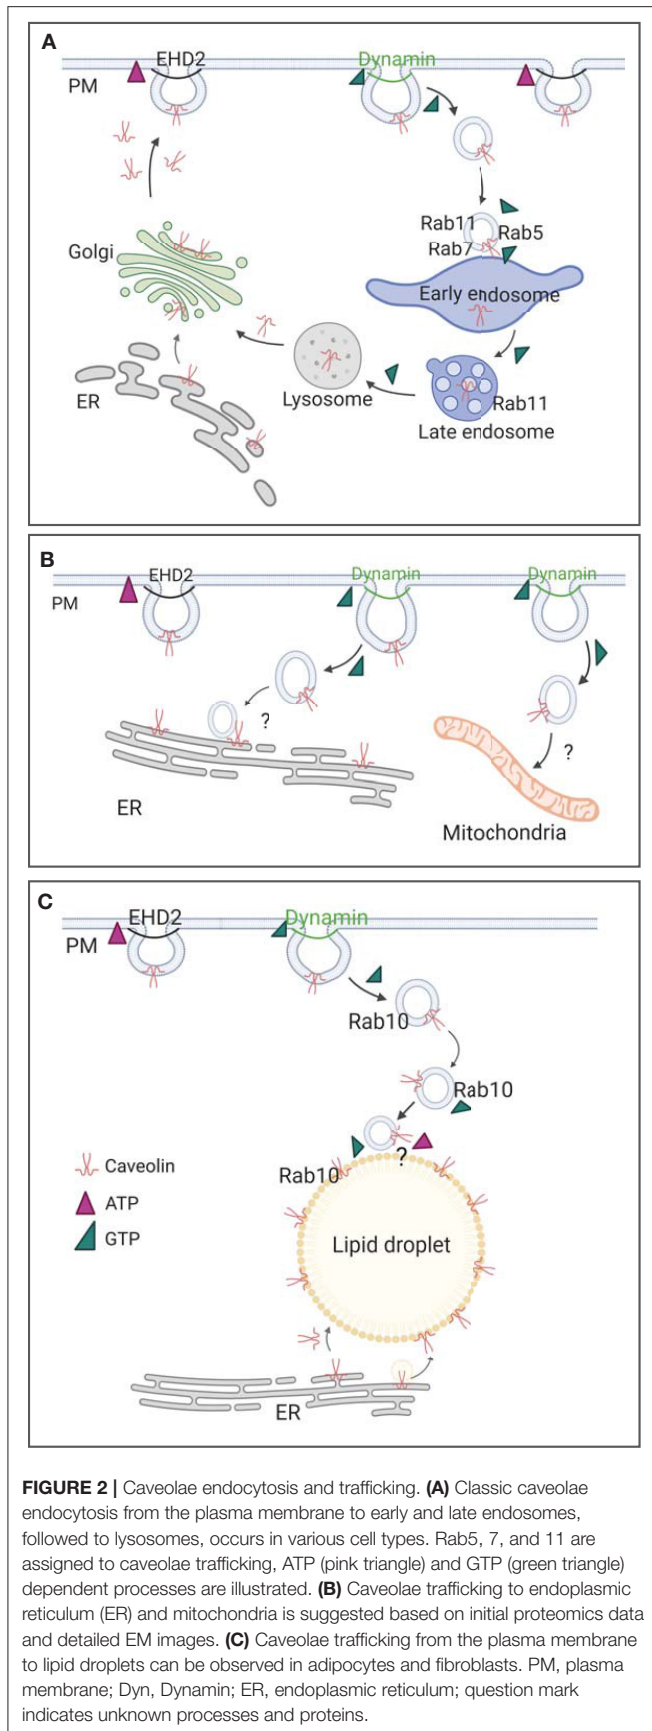 A
EHD2
Dynamin
PM
Rab11
Rab5
Rab7
Golgi
Early endosome
ER
Lysosome
Rab11
Late endosome
B
EHD2
Dynamin
Dynamin
PM
?
?
ER
Mitochondria
C
EHD2
Dynamin
PM
Rab10
Rab10
?
Caveolin
Rab10
ATP
GTP
Lipid droplet
ER
FIGURE 2 | Caveolae endocytosis and trafficking. (A) Classic caveolae
endocytosis from the plasma membrane to early and late endosomes,
followed to lysosomes, occurs in various cell types. Rab5, 7, and 11 are
assigned to caveolae trafficking, ATP (pink triangle) and GTP (green triangle)
dependent processes are illustrated. (B) Caveolae trafficking to endoplasmic
reticulum (ER) and mitochondria is suggested based on initial proteomics data
and detailed EM images. (C) Caveolae trafficking from the plasma membrane
to lipid droplets can be observed in adipocytes and fibroblasts. PM, plasma
membrane; Dyn, Dynamin; ER, endoplasmic reticulum; question mark
indicates unknown processes and proteins.